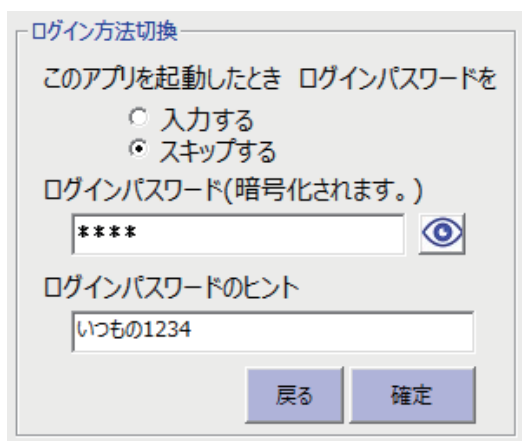 ログイン方法切換
このアプリを起動したとき ログインパスワードを
入力する
スキップする
ログインパスワード(暗号化されます。)
****
ログインパスワードのヒント
いつもの1234
戻る 確定